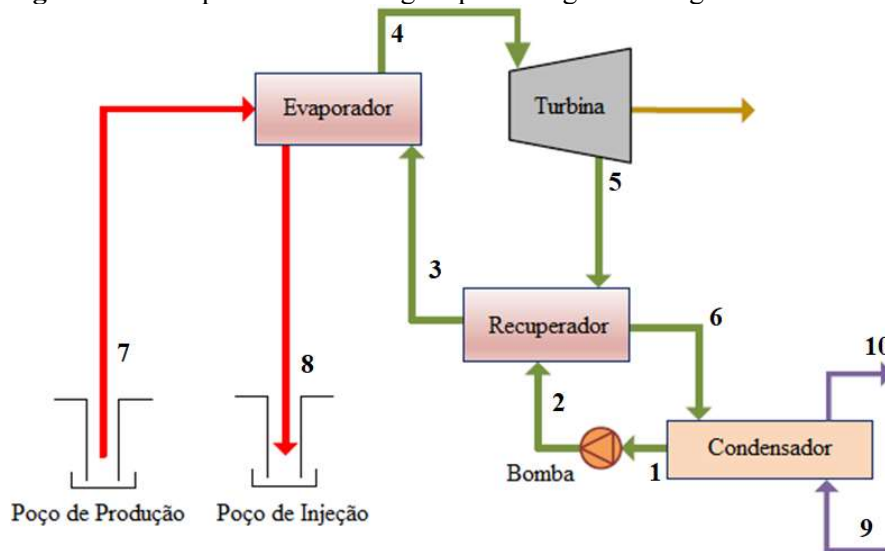 4
Evaporador
Turbina
5
3
6
Recuperador
10
7
8
2
Condensador
Bomba
1
Poço de Produção
Poço de Injeção
9